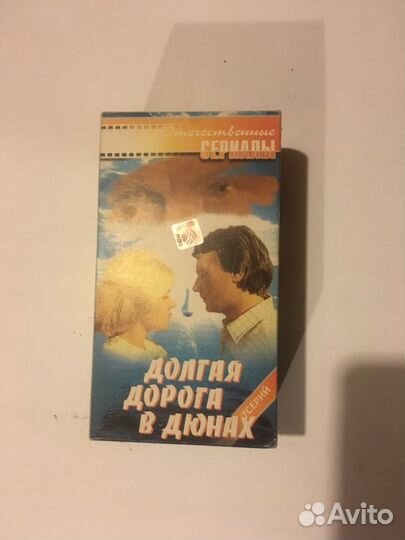 Отечественные
СЕРИАЛЫ
ДОЛГАЯ
ДОРОГА
В ДЮНАХ
7 СЕРИЙ
Avito